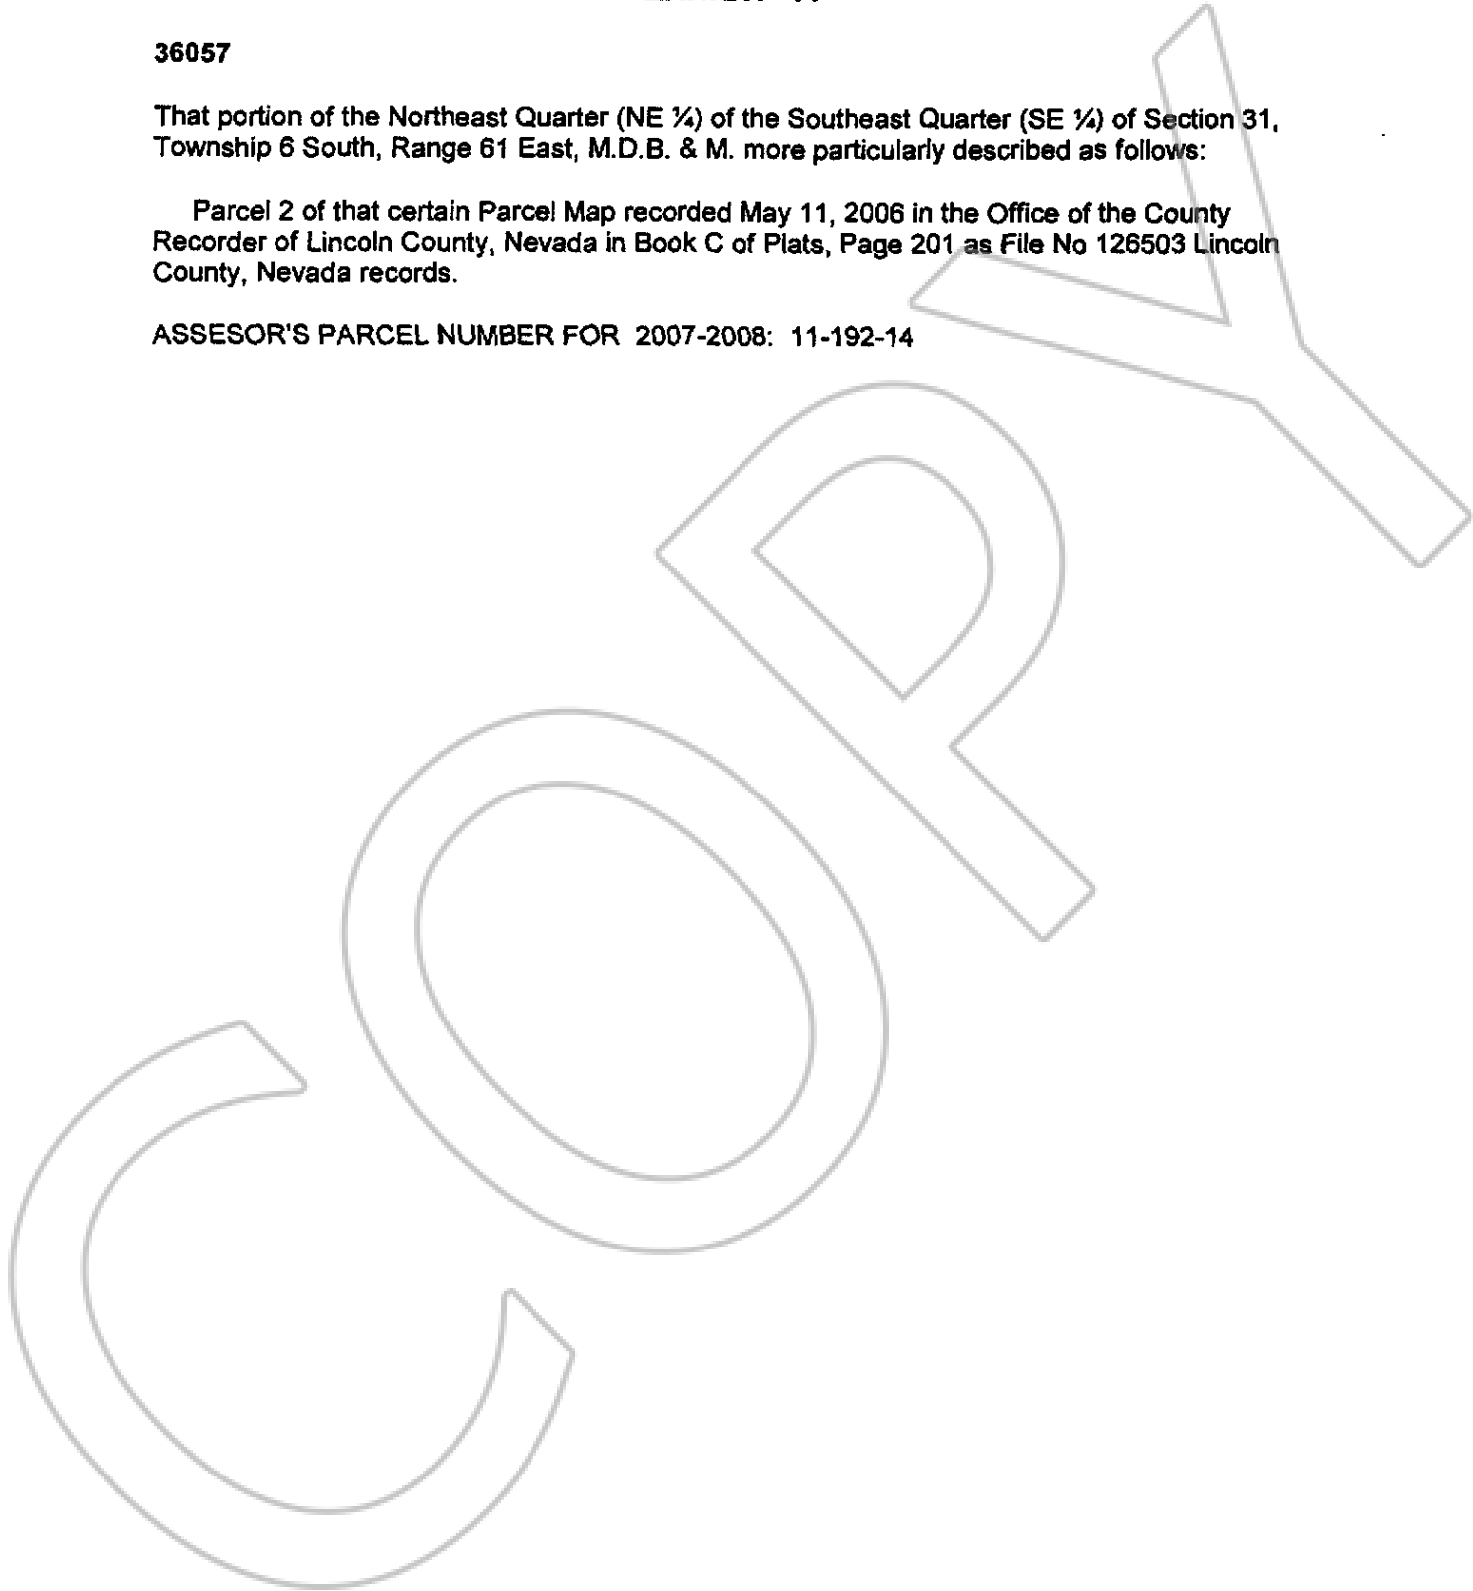 36057
That portion of the Northeast Quarter (NE ¼) of the Southeast Quarter (SE ¼) of Section 31,
Township 6 South, Range 61 East, M.D.B. & M. more particularly described as follows:
Parcel 2 of that certain Parcel Map recorded May 11, 2006 in the Office of the County
Recorder of Lincoln County, Nevada in Book C of Plats, Page 201 as File No 126503 Lincoln
County, Nevada records.
ASSESOR'S PARCEL NUMBER FOR 2007-2008: 11-192-14
COPY